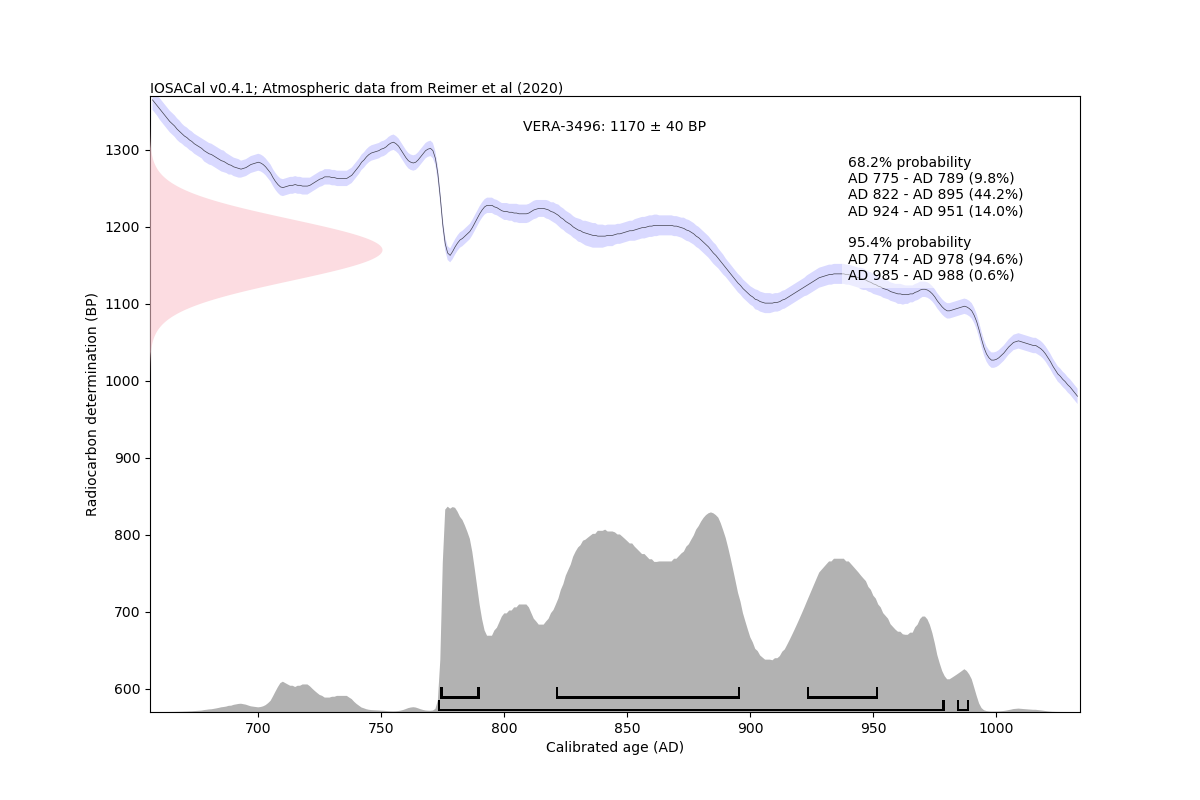 IOSACal v0.4.1; Atmospheric data from Reimer et al (2020)
VERA-3496: 1170 ± 40 BP
68.2% probability
AD 775 - AD 789 (9.8%)
AD 822 - AD 895 (44.2%)
AD 924 - AD 951 (14.0%)
95.4% probability
AD 774 - AD 978 (94.6%)
AD 985 - AD 988 (0.6%)
Radiocarbon determination (BP)
1300
1200
1100
1000
900
800
700
600
700 750 800 850 900 950 1000
Calibrated age (AD)